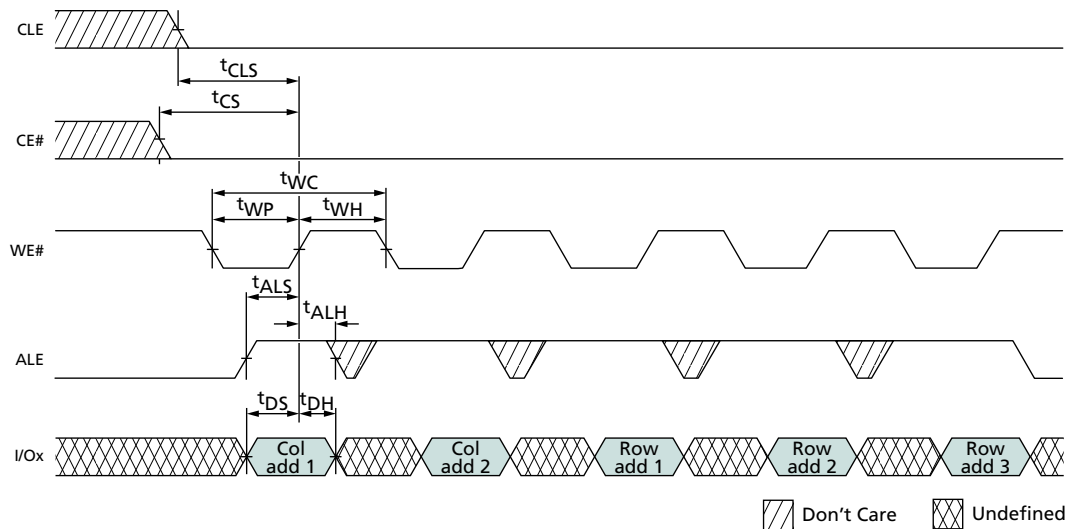 CLE
tCLS
tCS
CE#
tWC
tWP
tWH
WE#
tALS
tALH
ALE
tDS
tDH
I/Ox
Col
add 1
Col
add 2
Row
add 1
Row
add 2
Row
add 3
Don't Care
Undefined